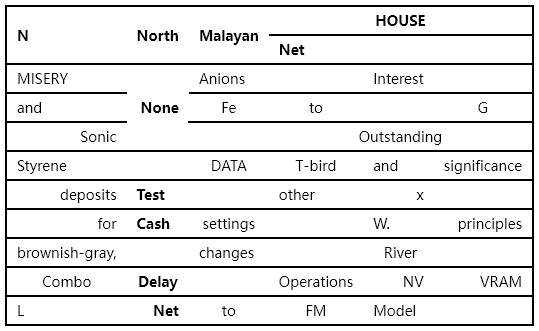 N North Malayan HOUSE
Net
MISERY Anions Interest
and None Fe to G
Sonic Outstanding
Styrene DATA T-bird and significance
deposits Test other x
for Cash settings W. principles
brownish-gray, changes River
Combo Delay Operations NV VRAM
L Net to FM Model